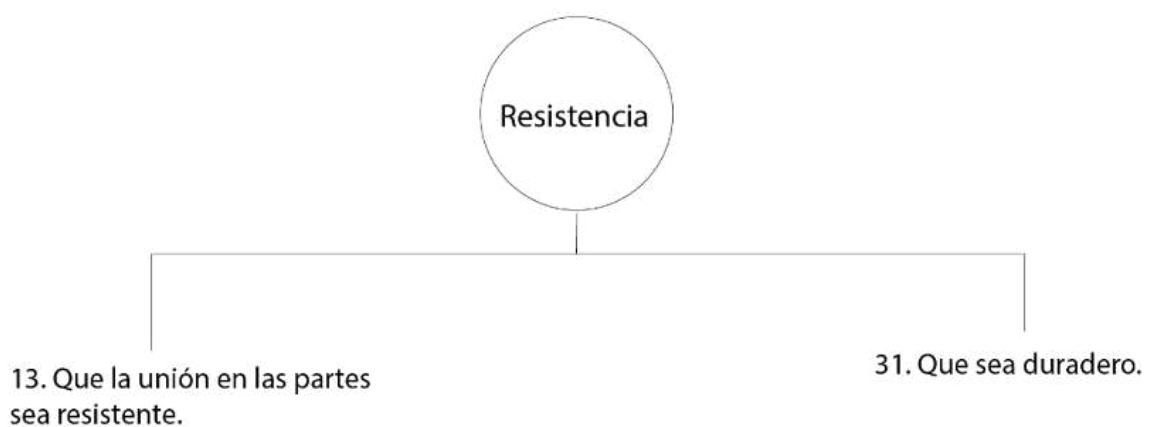 Resistencia
13. Que la unión en las partes
sea resistente.
31. Que sea duradero.